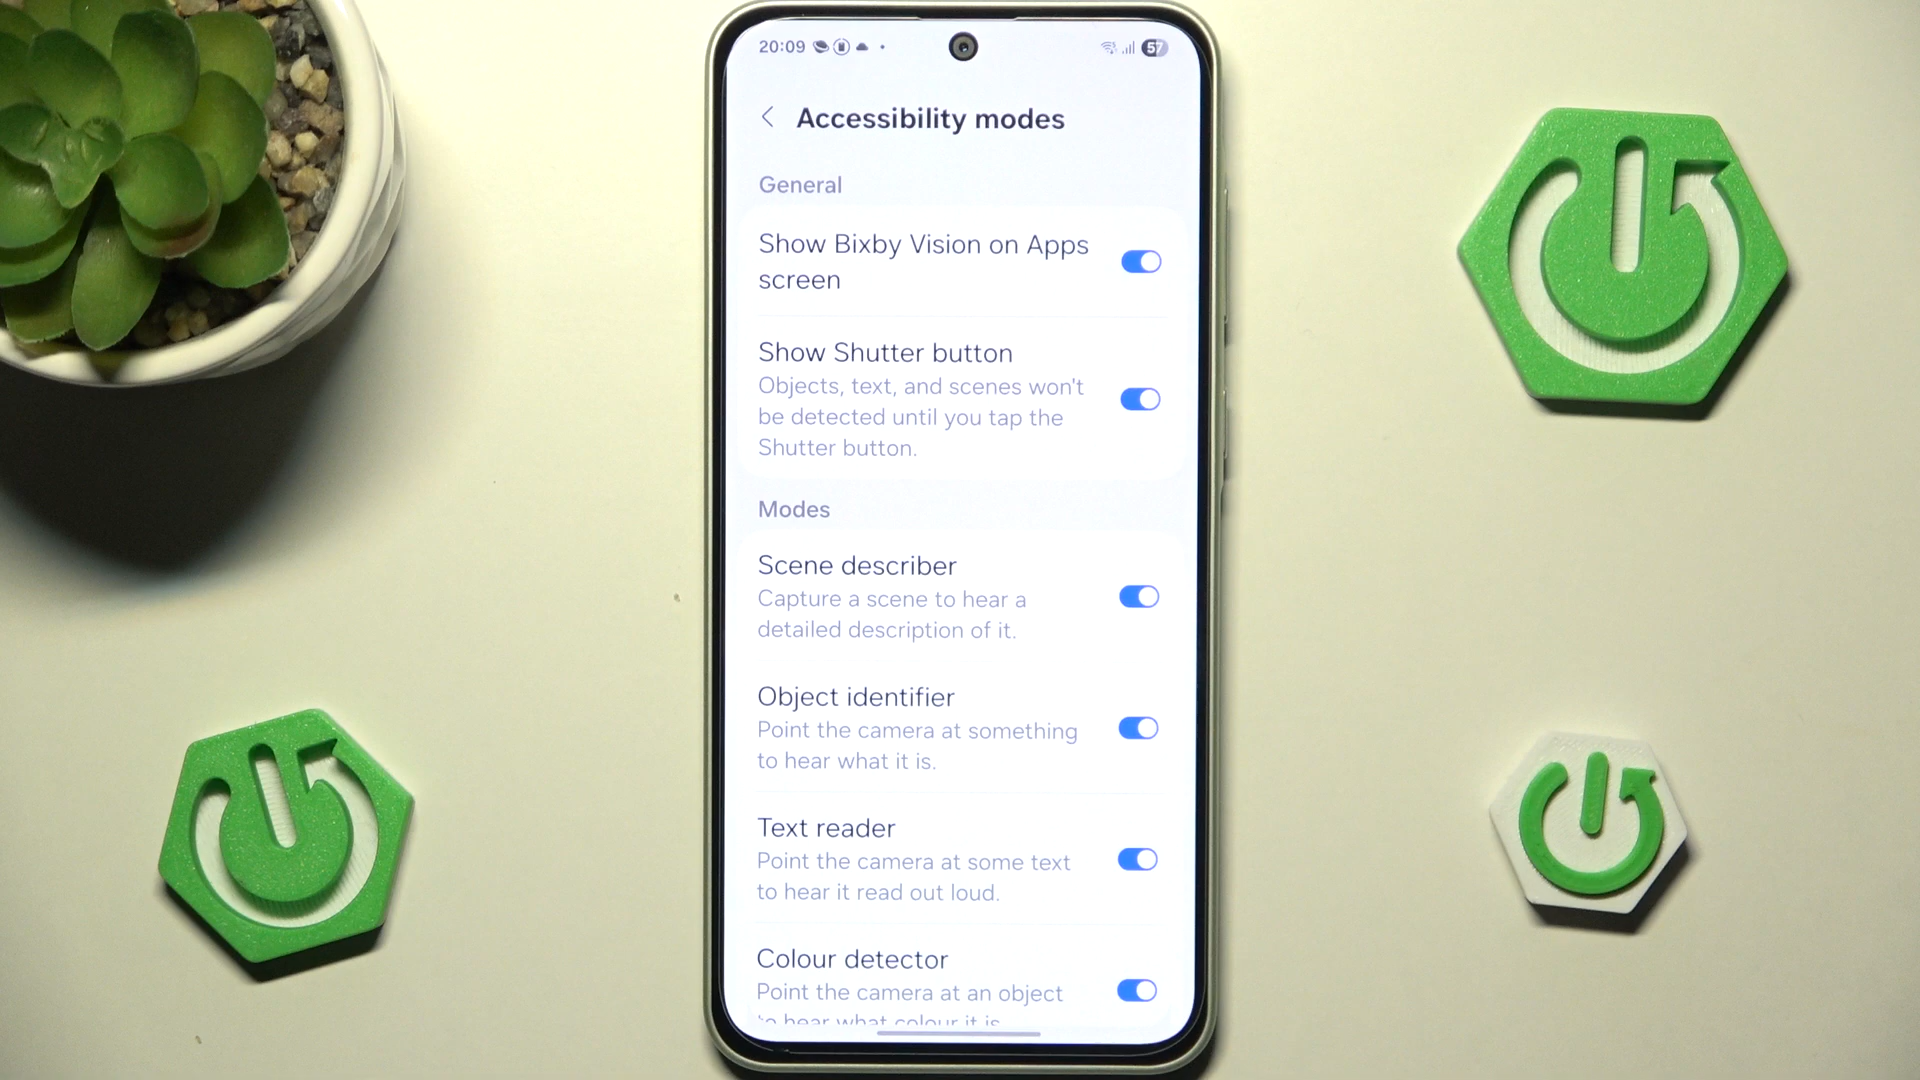 20:09
57
Accessibility modes
General
Show Bixby Vision on Apps
screen
Show Shutter button
Objects, text, and scenes won't
be detected until you tap the
Shutter button.
Modes
Scene describer
Capture a scene to hear a
detailed description of it.
Object identifier
Point the camera at something
to hear what it is.
Text reader
Point the camera at some text
to hear it read out loud.
Colour detector
Point the camera at an object
to hear what colour it is